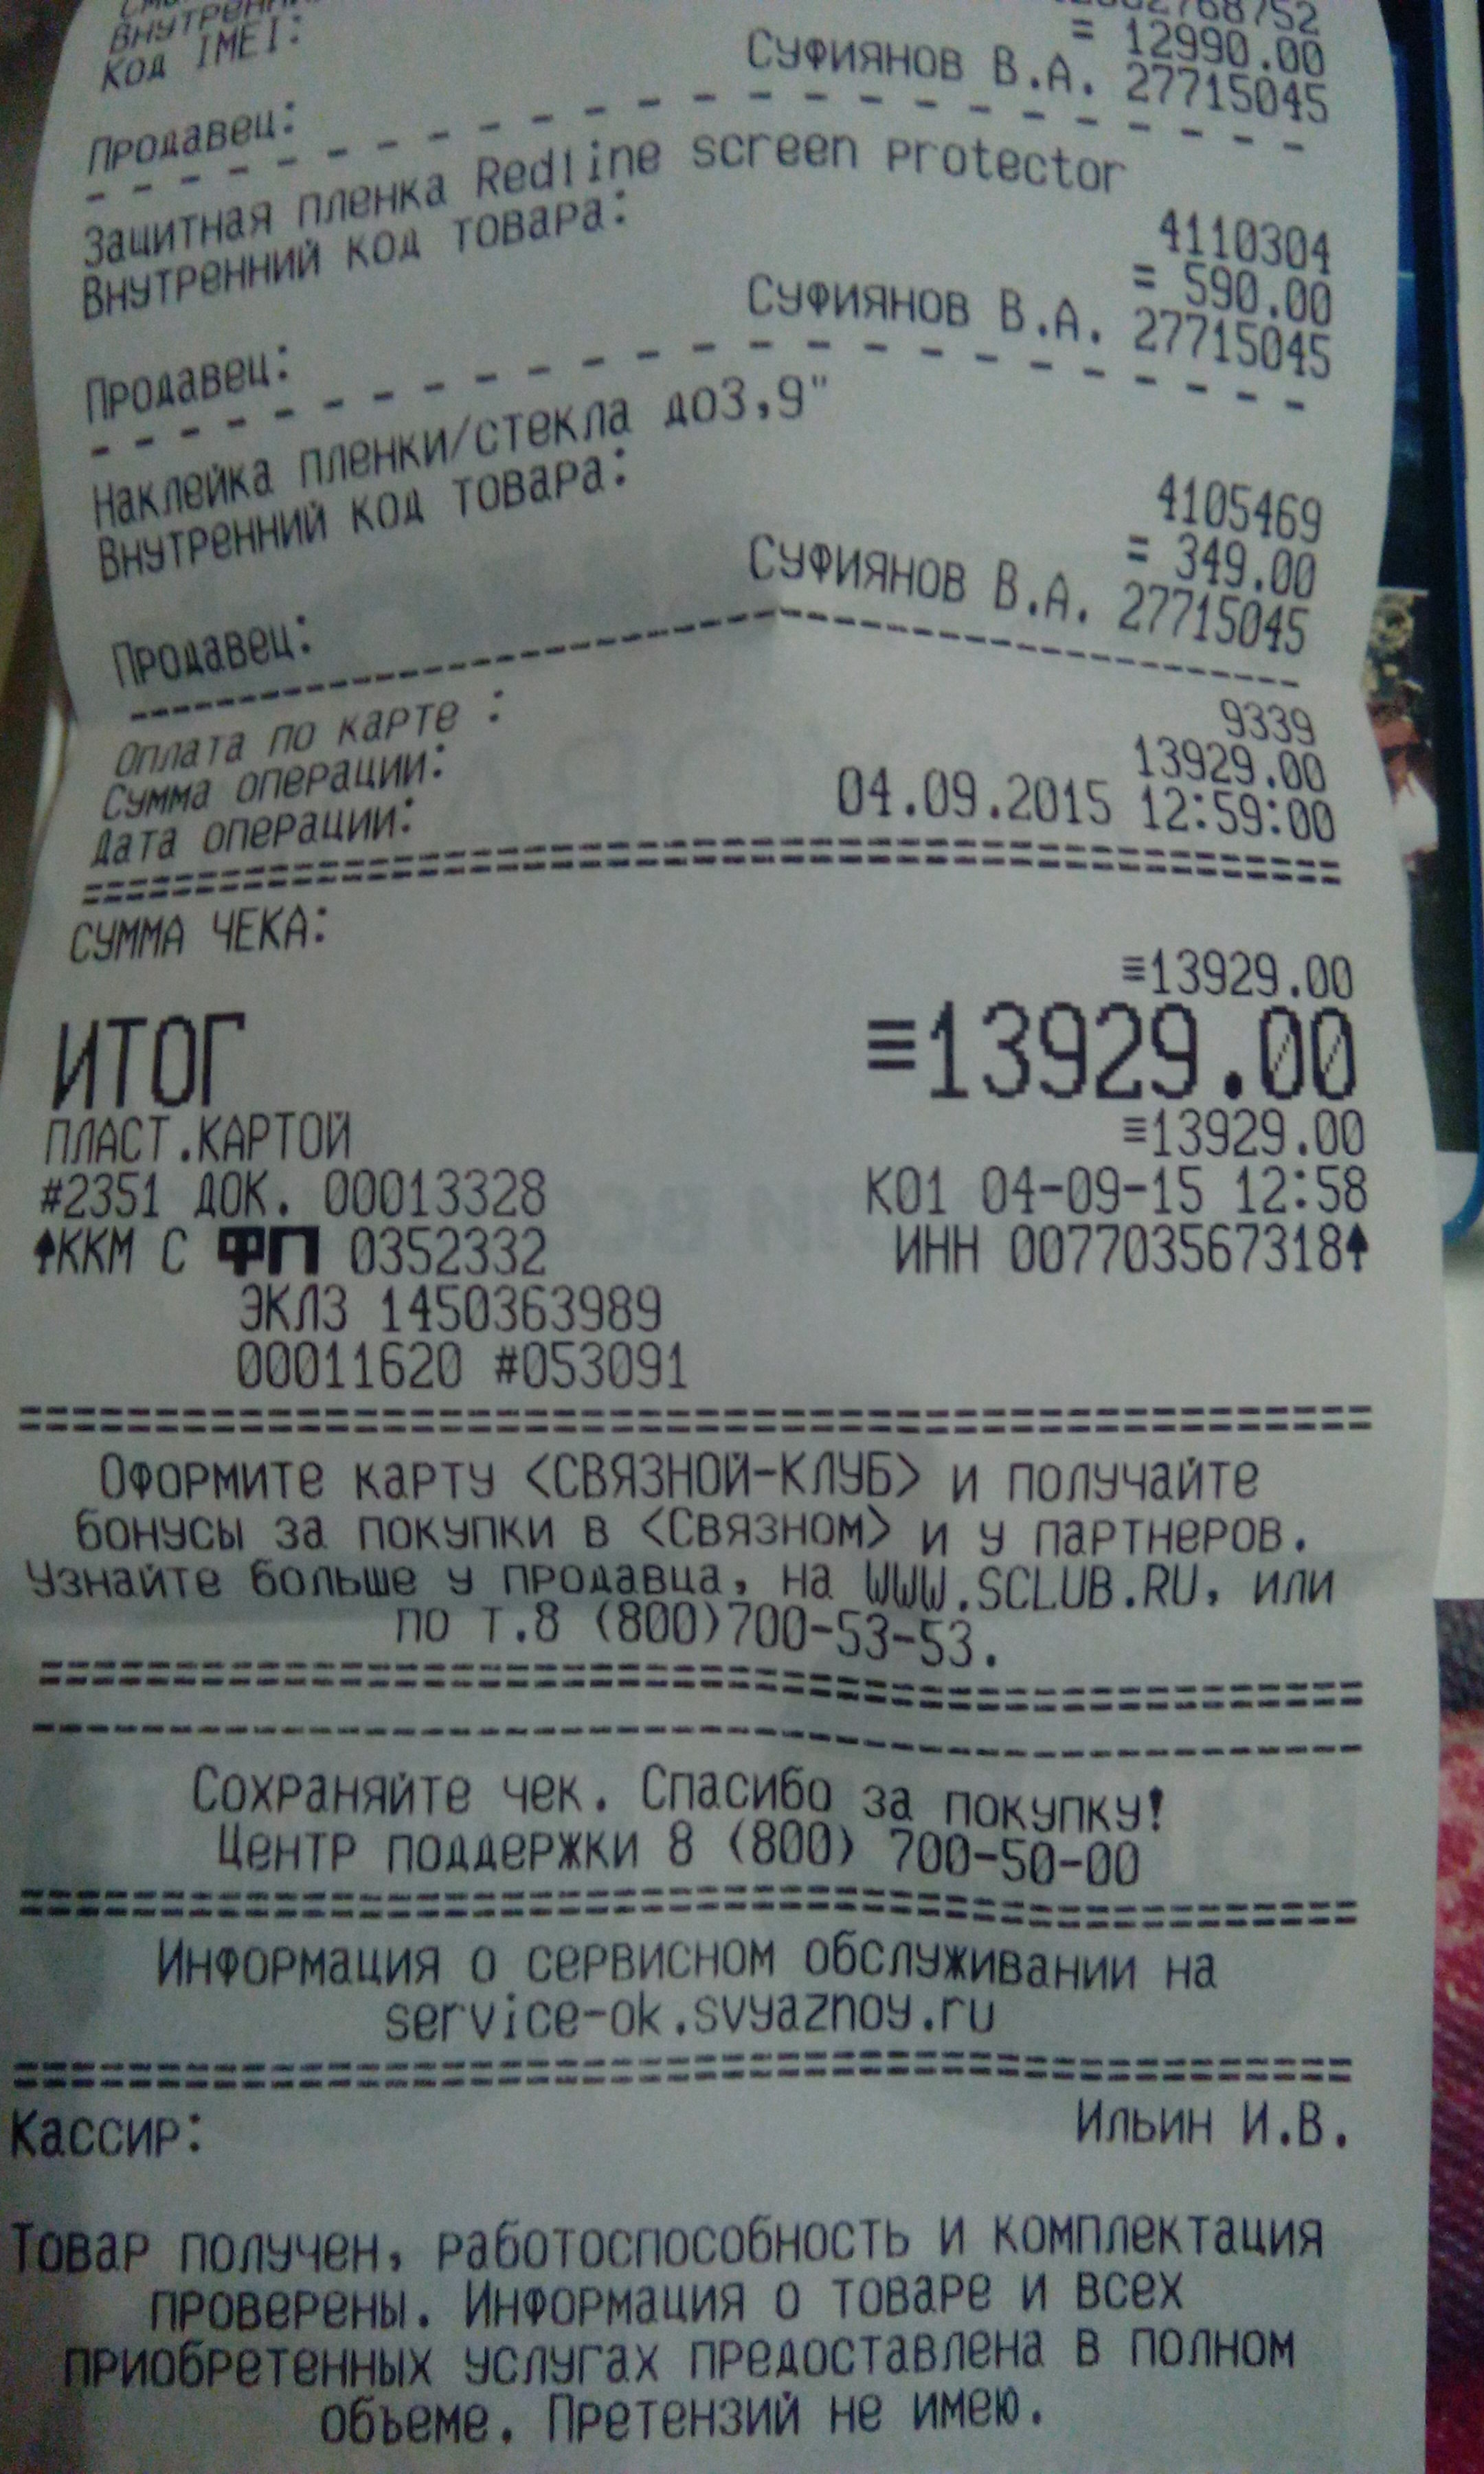 Внутренн
Код IMEI:
= 12990.00
Продавец: Суфиянов В.А. 27715045
Защитная пленка Redline screen protector
Внутренний код товара: 4110304
= 590.00
Продавец: Суфиянов В.А. 27715045
Наклейка пленки/стекла до3,9"
Внутренний код товара: 4105469
= 349.00
Продавец: Суфиянов В.А. 27715045
Оплата по карте : 9339
Сумма операции: 13929.00
Дата операции: 04.09.2015 12:59:00
СУММА ЧЕКА: ≡13929.00
ИТОГ ≡13929.00
ПЛАСТ.КАРТОЙ ≡13929.00
#2351 ДОК. 00013328 К01 04-09-15 12:58
ККМ С ФП 0352332 ИНН 007703567318
ЭКЛЗ 1450363989
00011620 #053091
Оформите карту <СВЯЗНОЙ-КЛУБ> и получайте
бонусы за покупки в <Связном> и у партнеров.
Узнайте больше у продавца, на WWW.SCLUB.RU, или
по т.8 (800)700-53-53.
Сохраняйте чек. Спасибо за покупку!
Центр поддержки 8 (800) 700-50-00
Информация о сервисном обслуживании на
service-ok.svyaznoy.ru
Кассир: Ильин И.В.
Товар получен, работоспособность и комплектация
проверены. Информация о товаре и всех
приобретенных услугах предоставлена в полном
объеме. Претензий не имею.